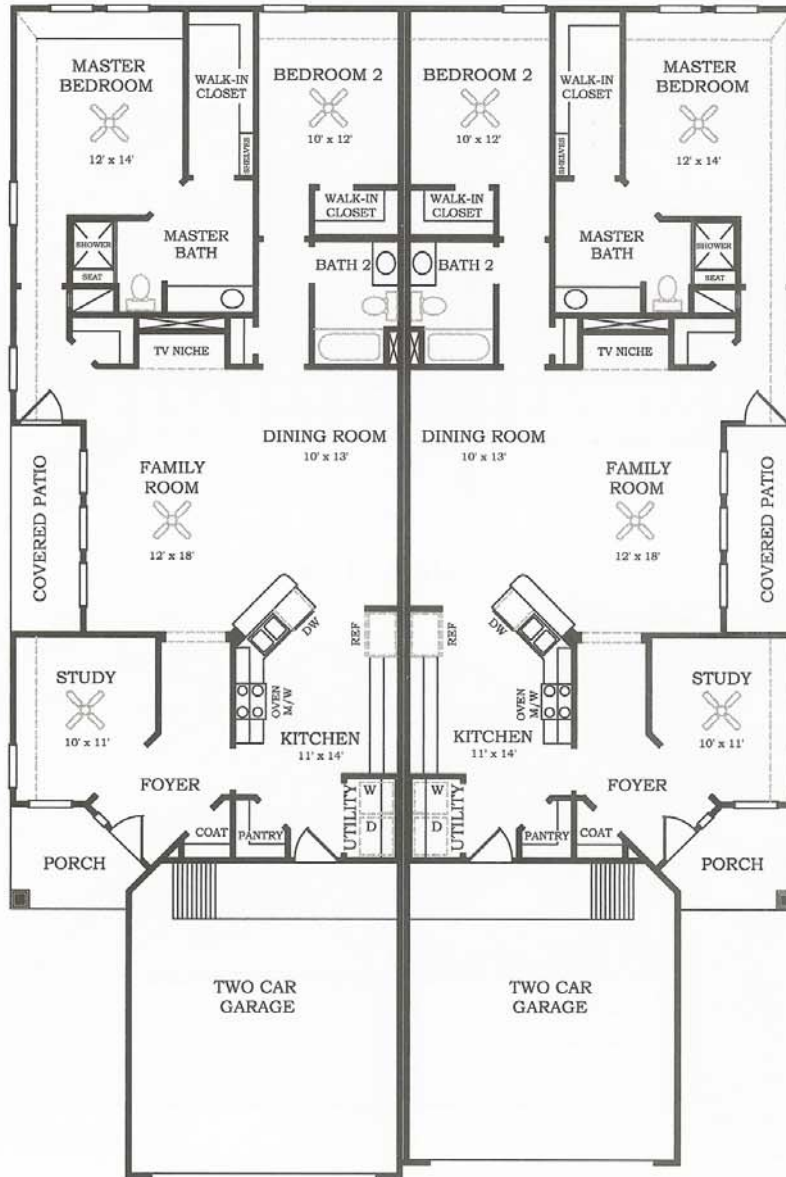 MASTER
BEDROOM
12' x 14'
WALK-IN
CLOSET
SHELVES
BEDROOM 2
10' x 12'
WALK-IN
CLOSET
SHOWER
SEAT
MASTER
BATH
BATH 2
TV NICHE
DINING ROOM
10' x 13'
FAMILY
ROOM
12' x 18'
COVERED PATIO
DW
REF
STUDY
10' x 11'
OVEN
M/W
KITCHEN
11' x 14'
FOYER
W
D
UTILITY
COAT
PANTRY
PORCH
TWO CAR
GARAGE
BEDROOM 2
10' x 12'
WALK-IN
CLOSET
SHELVES
MASTER
BEDROOM
12' x 14'
WALK-IN
CLOSET
BATH 2
MASTER
BATH
SHOWER
SEAT
TV NICHE
DINING ROOM
10' x 13'
FAMILY
ROOM
12' x 18'
COVERED PATIO
DW
REF
OVEN
M/W
KITCHEN
11' x 14'
STUDY
10' x 11'
FOYER
W
D
UTILITY
PANTRY
COAT
PORCH
TWO CAR
GARAGE